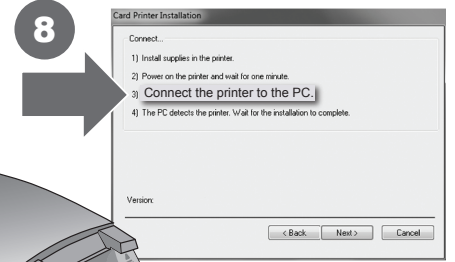 8
Card Printer Installation
Connect...
1) Install supplies in the printer.
2) Power on the printer and wait for one minute.
3) Connect the printer to the PC.
4) The PC detects the printer. Wait for the installation to complete.
Version:
< Back Next > Cancel